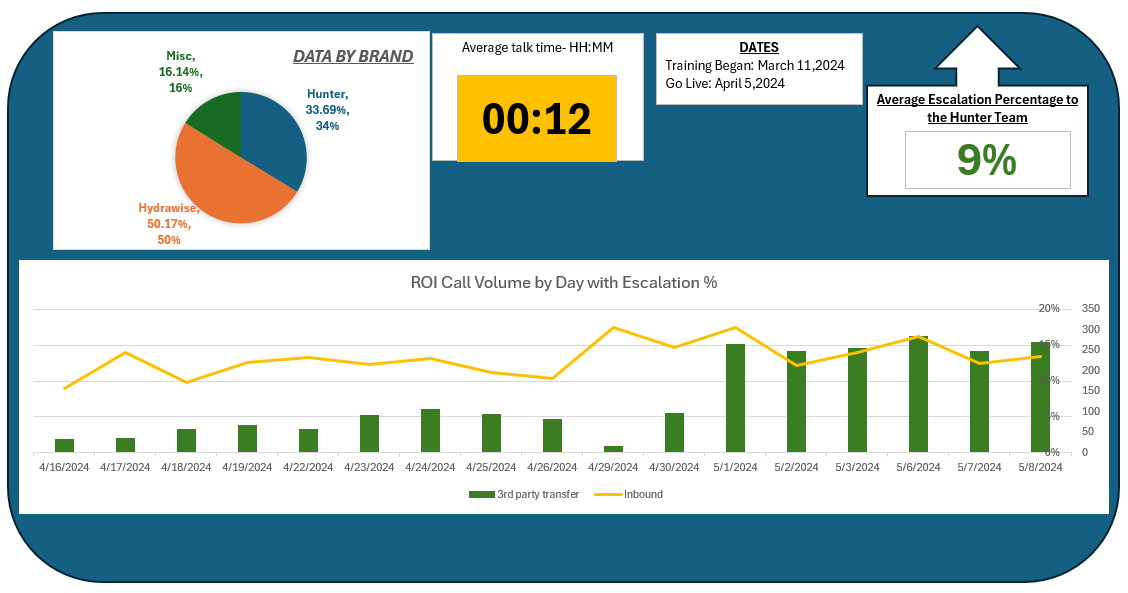 DATA BY BRAND
Misc,
16.14%,
16%
Hunter,
33.69%,
34%
Hydrawise,
50.17%,
50%
Average talk time- HH:MM
00:12
DATES
Training Began: March 11,2024
Go Live: April 5,2024
Average Escalation Percentage to
the Hunter Team
9%
ROI Call Volume by Day with Escalation %
20%
15%
10%
5%
0%
350
300
250
200
150
100
50
0
4/16/2024 4/17/2024 4/18/2024 4/19/2024 4/22/2024 4/23/2024 4/24/2024 4/25/2024 4/26/2024 4/29/2024 4/30/2024 5/1/2024 5/2/2024 5/3/2024 5/6/2024 5/7/2024 5/8/2024
3rd party transfer Inbound